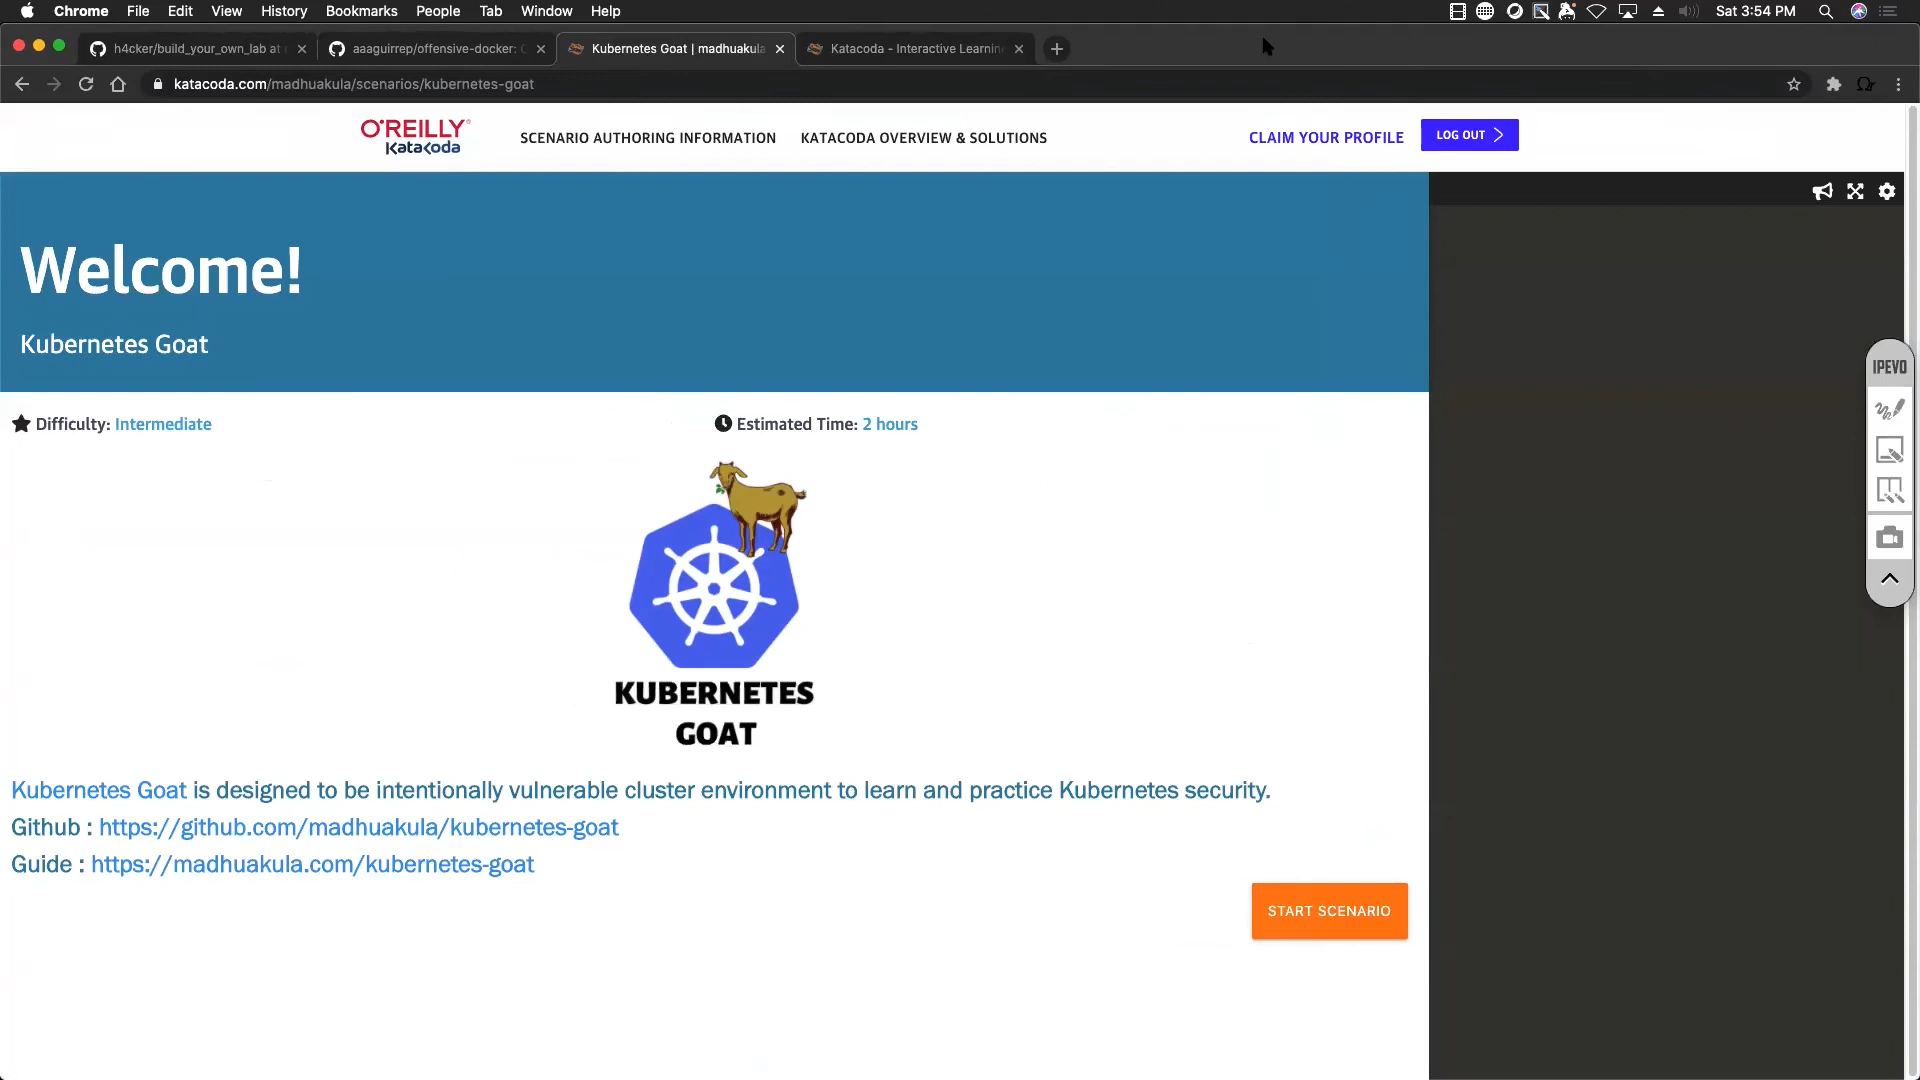 Chrome File Edit View History Bookmarks People Tab Window Help Sat 3:54 PM
h4cker/build_your_own_lab at aaaguirrep/offensive-docker: Kubernetes Goat | madhuakula Katacoda - Interactive Learnin
katacoda.com/madhuakula/scenarios/kubernetes-goat
O'REILLY
Katacoda
SCENARIO AUTHORING INFORMATION KATACODA OVERVIEW & SOLUTIONS CLAIM YOUR PROFILE LOG OUT
Welcome!
Kubernetes Goat
Difficulty: Intermediate Estimated Time: 2 hours
IPEVO
KUBERNETES
GOAT
Kubernetes Goat is designed to be intentionally vulnerable cluster environment to learn and practice Kubernetes security.
Github : https://github.com/madhuakula/kubernetes-goat
Guide : https://madhuakula.com/kubernetes-goat
START SCENARIO